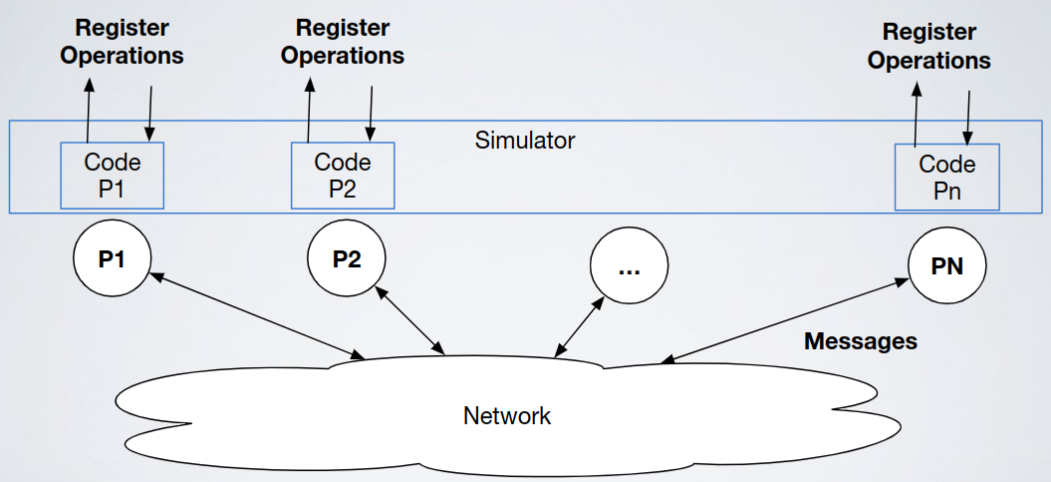 Register
Operations
Register
Operations
Register
Operations
Simulator
Code
P1
Code
P2
Code
Pn
P1
P2
...
PN
Messages
Network